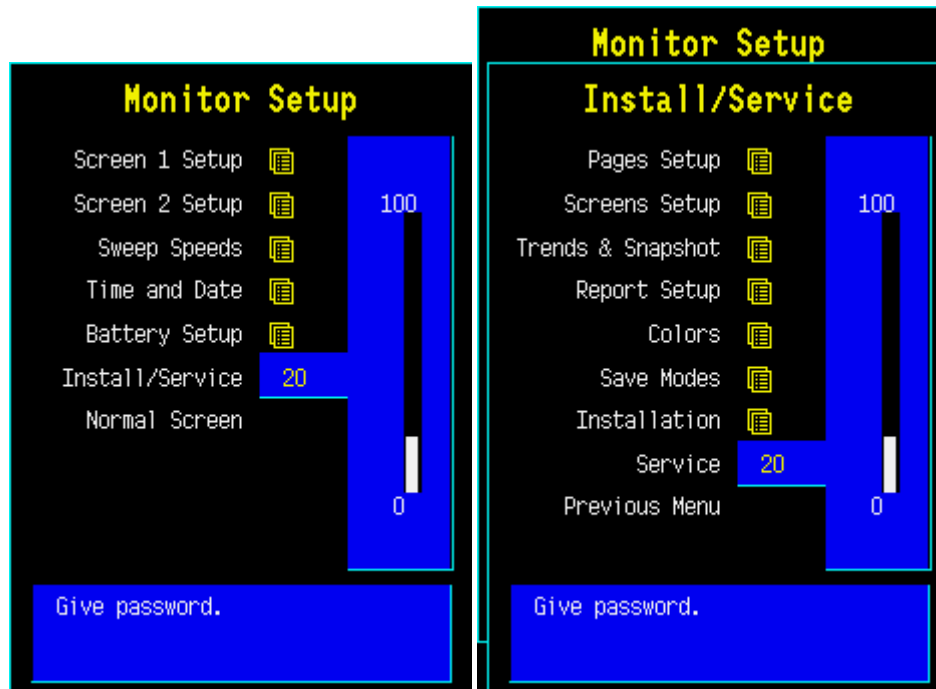 Monitor Setup
Screen 1 Setup
Screen 2 Setup
100
Sweep Speeds
Time and Date
Battery Setup
Install/Service 20
Normal Screen
0
Give password.
Monitor Setup
Install/Service
Pages Setup
Screens Setup
100
Trends & Snapshot
Report Setup
Colors
Save Modes
Installation
Service 20
Previous Menu
0
Give password.